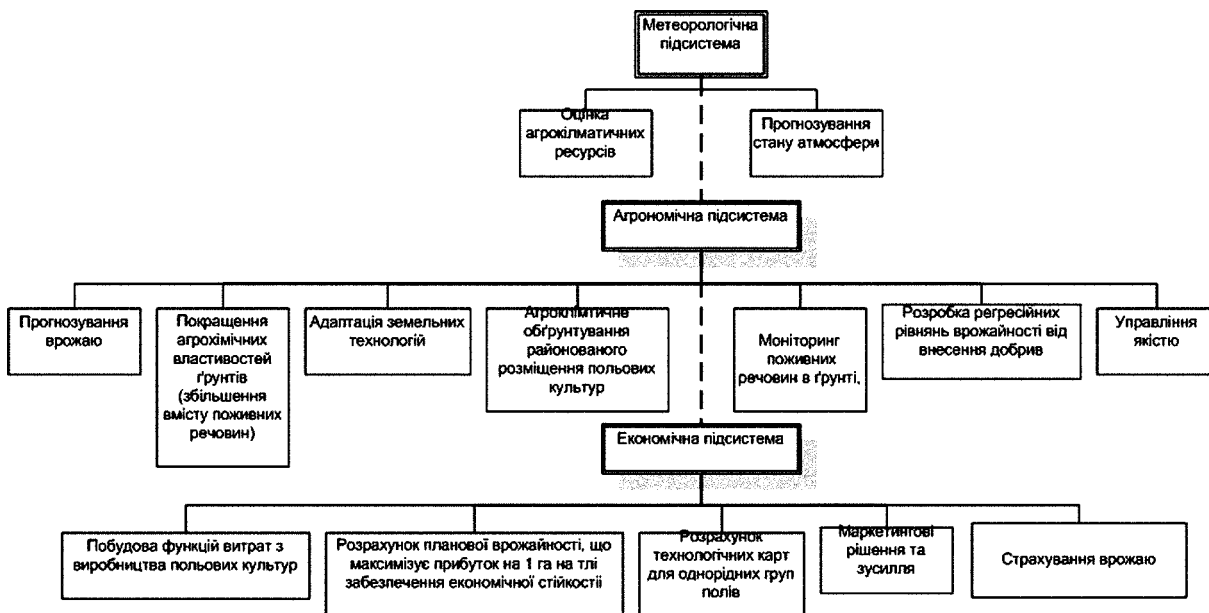 Метеорологічна
підсистема
Оцінка
агрокілматичних
ресурсів
Прогнозування
стану атмосфери
Агрономічна підсистема
Прогнозування
врожаю
Покращення
агрохімічних
властивостей
ґрунтів
(збільшення
вмісту поживних
речовин)
Адаптація земельних
технологій
Агроклімтичне
обґрунтування
районованого
розміщення польових
культур
Моніторинг
поживних
речовин в ґрунті,
Розробка регресійних
рівнянь врожайності від
внесення добрив
Управління
якістю
Економічна підсистема
Побудова функцій витрат з
виробництва польових культур
Розрахунок планової врожайності, що
максимізує прибуток на 1 га на тлі
забезпечення економічної стійкостіі
Розрахунок
технологічних карт
для однорідних груп
полів
Маркетингові
рішення та
зусилля
Страхування врожаю